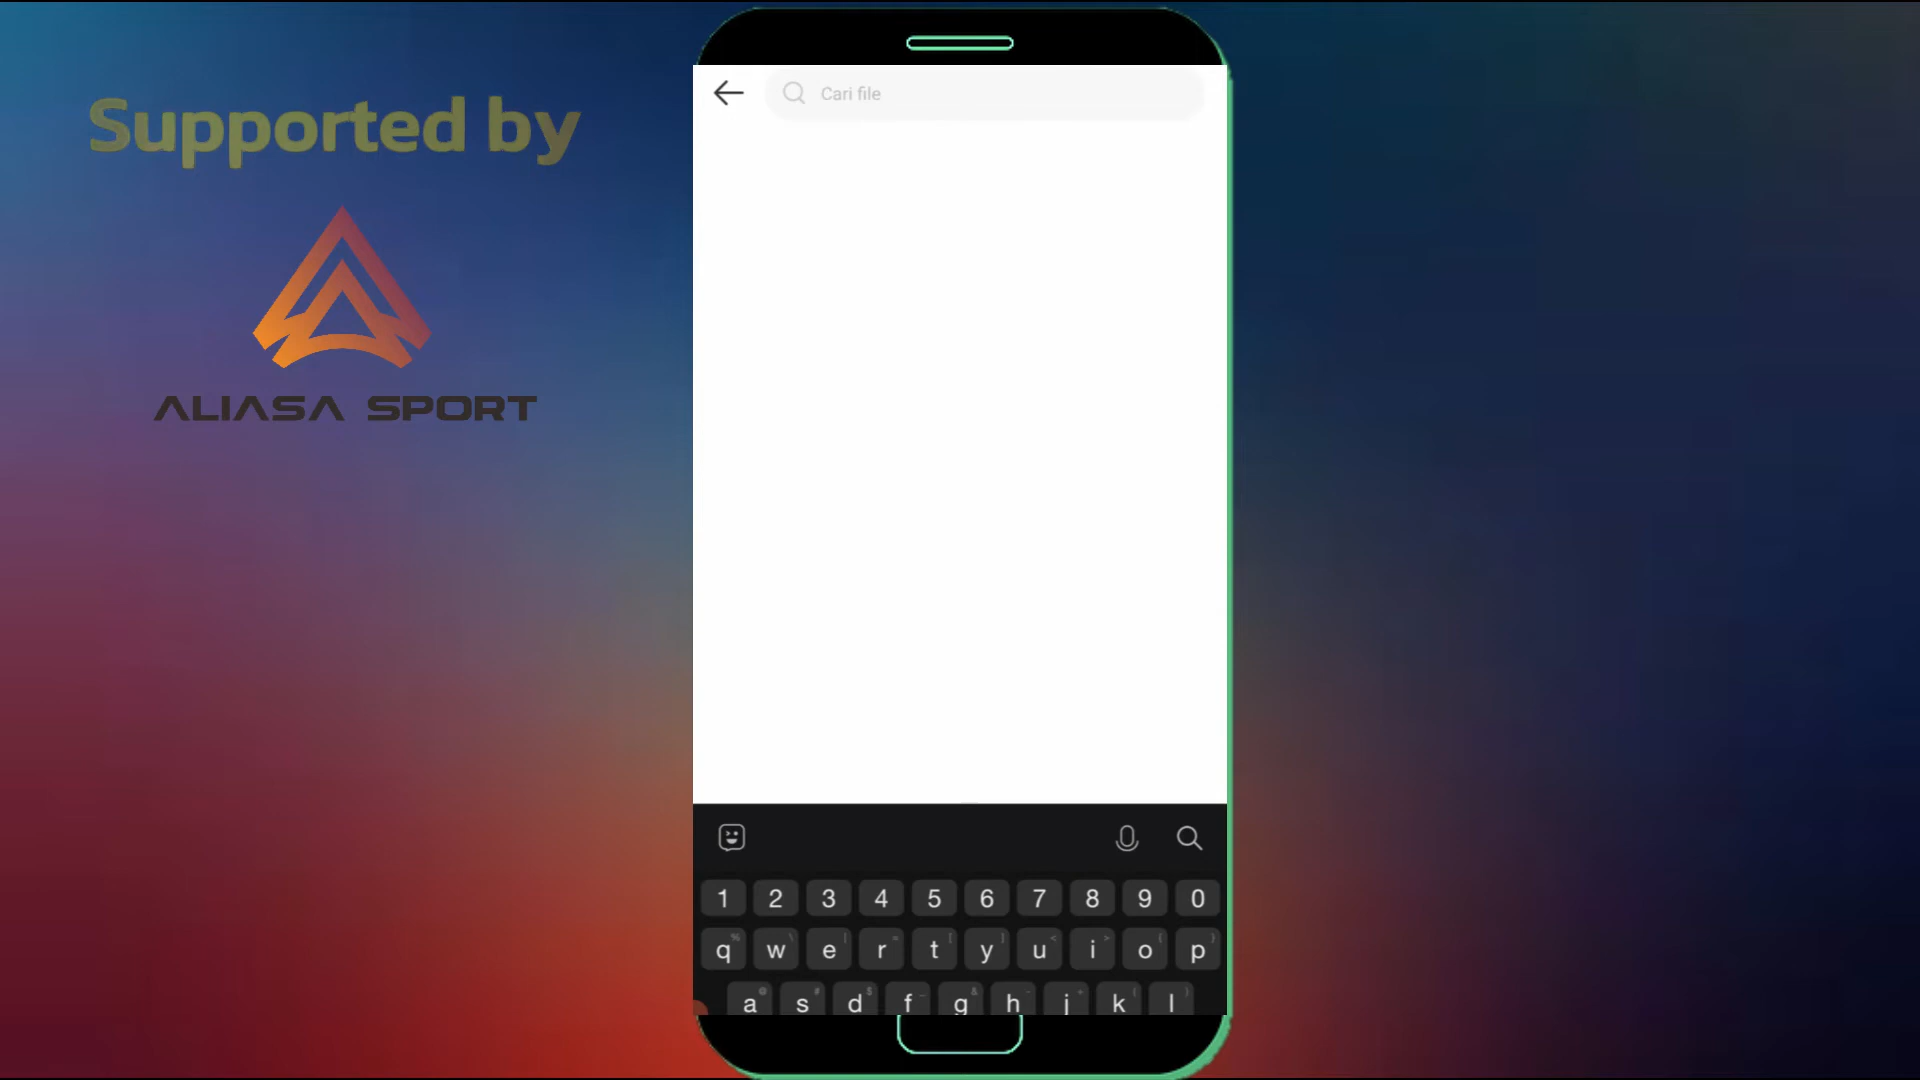 Supported by
ALIASA SPORT
Cari file
1 2 3 4 5 6 7 8 9 0
q w e r t y u i o p
a s d f g h j k l